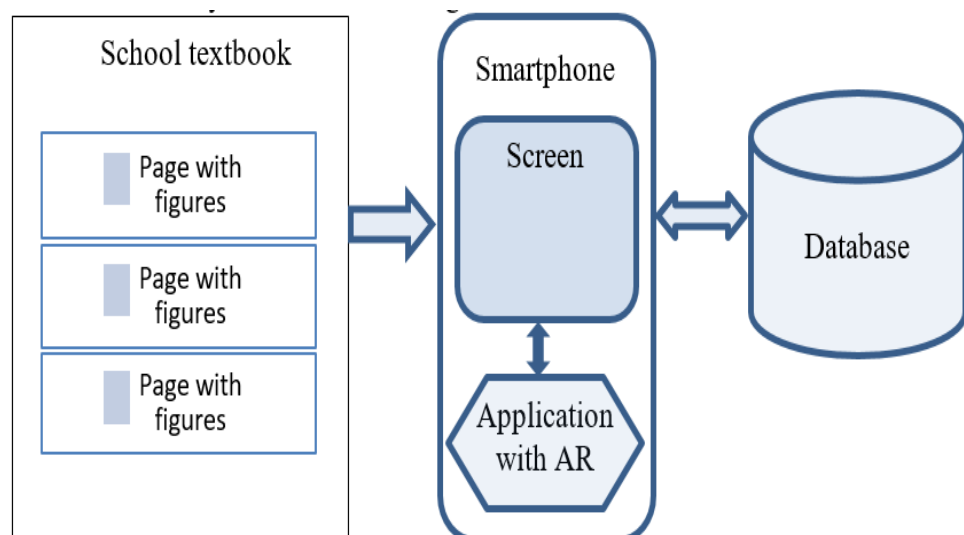 School textbook
Page with
figures
Page with
figures
Page with
figures
Smartphone
Screen
Application
with AR
Database